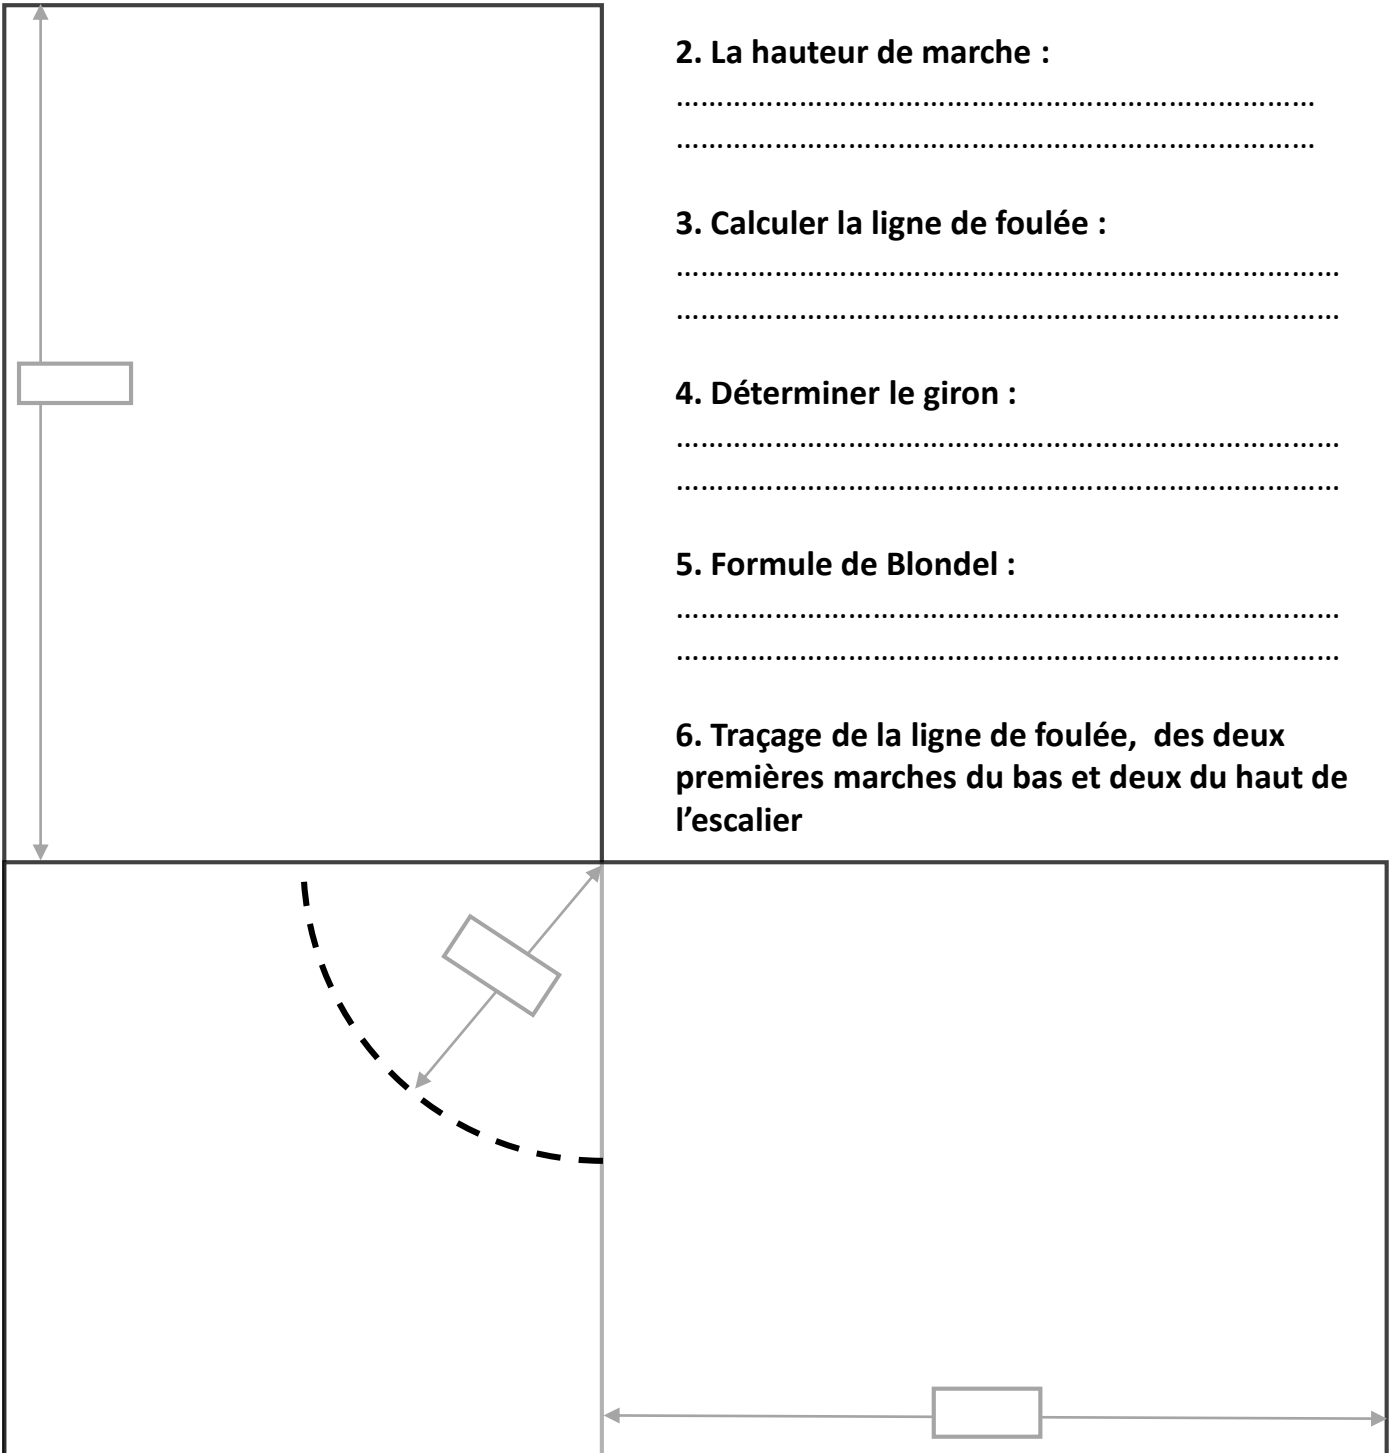 2. La hauteur de marche :
……………………………………………………………………
……………………………………………………………………
3. Calculer la ligne de foulée :
………………………………………………………………………
………………………………………………………………………
4. Déterminer le giron :
………………………………………………………………………
………………………………………………………………………
5. Formule de Blondel :
………………………………………………………………………
………………………………………………………………………
6. Traçage de la ligne de foulée,  des deux
premières marches du bas et deux du haut de
l’escalier